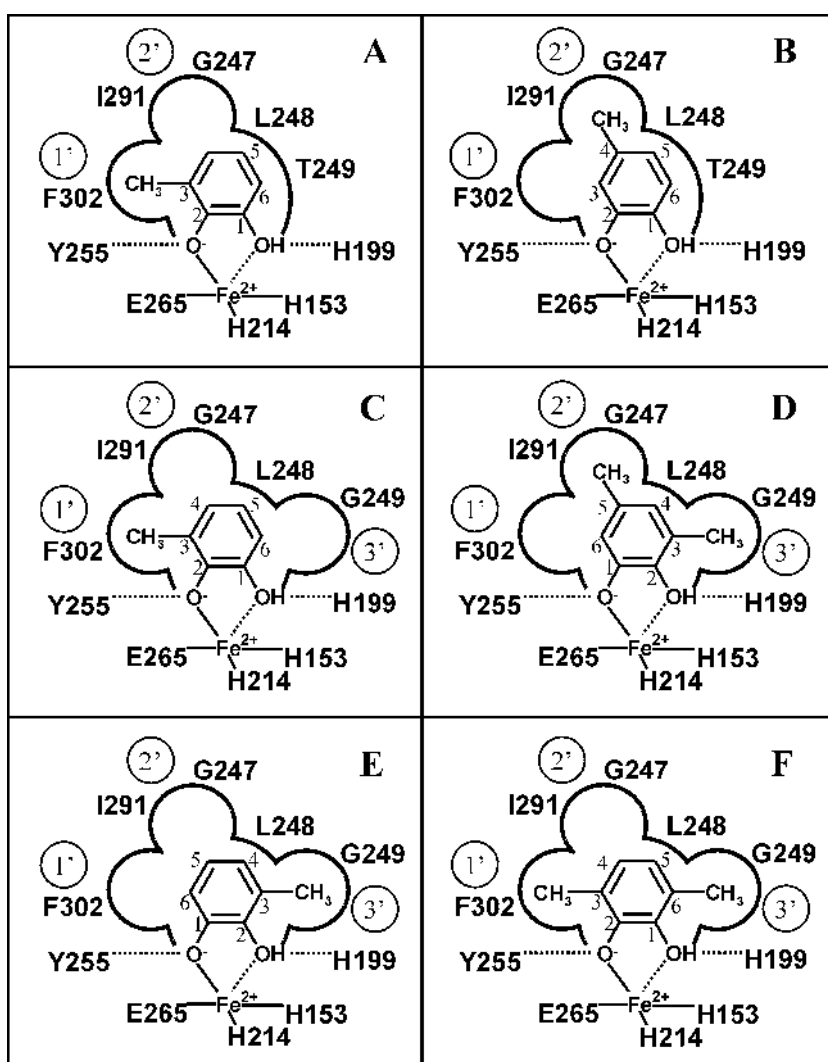 A
2' G247
I291
L248
1' CH3 5 T249
F302 3 6
2 1
Y255 O- OH H199
Fe2+
E265 H153
H214
B
2' G247
I291
CH3 L248
4 5
1' T249
F302 3 6
2 1
Y255 O- OH H199
Fe2+
E265 H153
H214
C
2' G247
I291
L248
4 5 G249
1' CH3
F302 3 6 3'
2 1
Y255 O- OH H199
Fe2+
E265 H153
H214
D
2' G247
I291
CH3 L248
5 4 G249
1' CH3
F302 6 3 3'
1 2
Y255 O- OH H199
Fe2+
E265 H153
H214
E
2' G247
I291
L248
5 4 G249
1' CH3
F302 6 3 3'
1 2
Y255 O- OH H199
Fe2+
E265 H153
H214
F
2' G247
I291
L248
4 5 G249
1' CH3 CH3
F302 3 6 3'
2 1
Y255 O- OH H199
Fe2+
E265 H153
H214